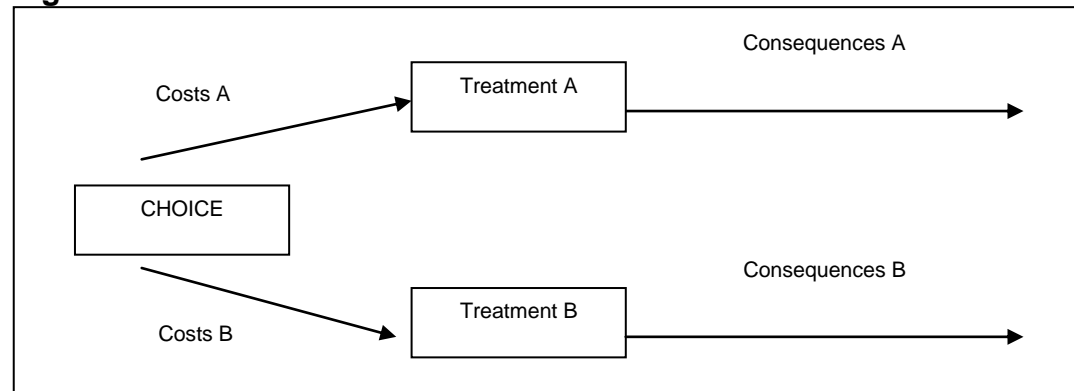 Consequences A
Treatment A
Costs A
CHOICE
Consequences B
Treatment B
Costs B